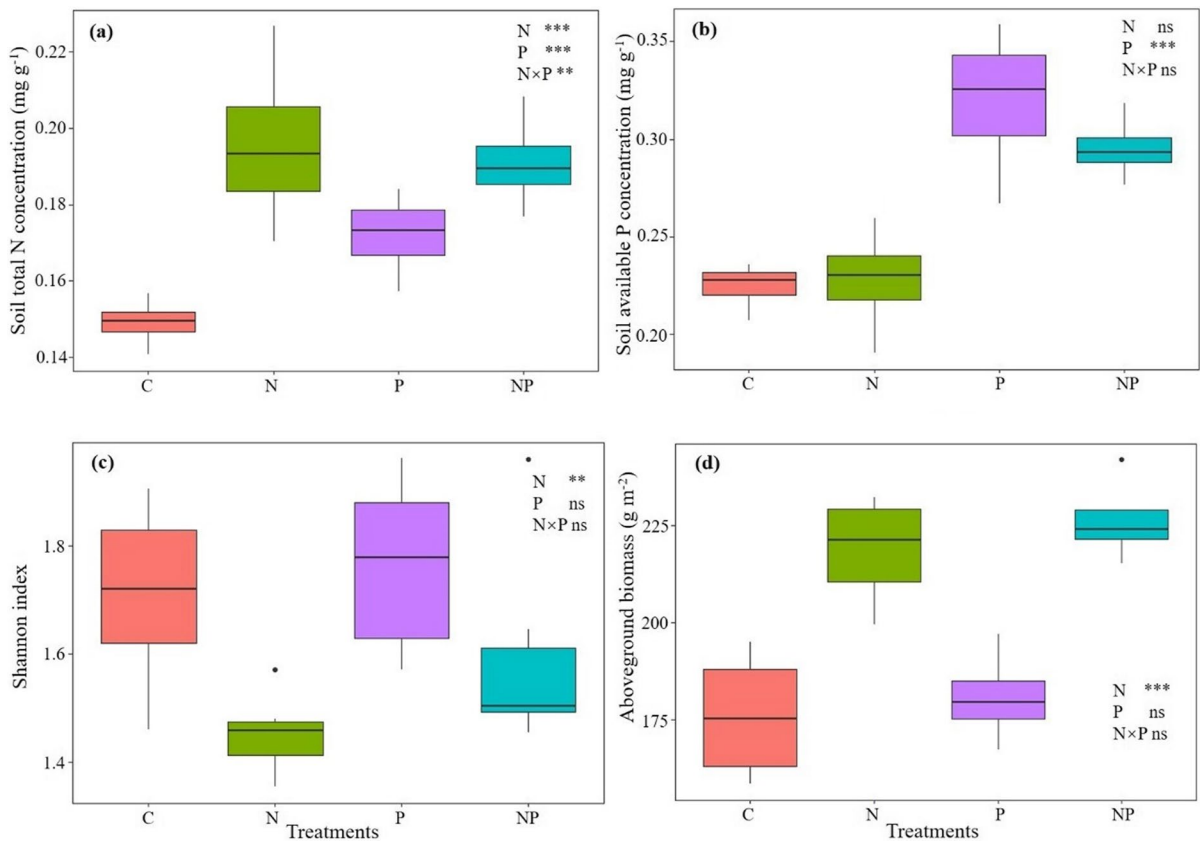 (a)
N ***
P ***
N×P **
Soil total N concentration (mg g⁻¹)
0.22
0.20
0.18
0.16
0.14
C N P NP
(b)
N ns
P ***
N×P ns
Soil available P concentration (mg g⁻¹)
0.35
0.30
0.25
0.20
C N P NP
(c)
N **
P ns
N×P ns
Shannon index
1.8
1.6
1.4
C N P NP
Treatments
(d)
N ***
P ns
N×P ns
Aboveground biomass (g m⁻²)
225
200
175
C N P NP
Treatments